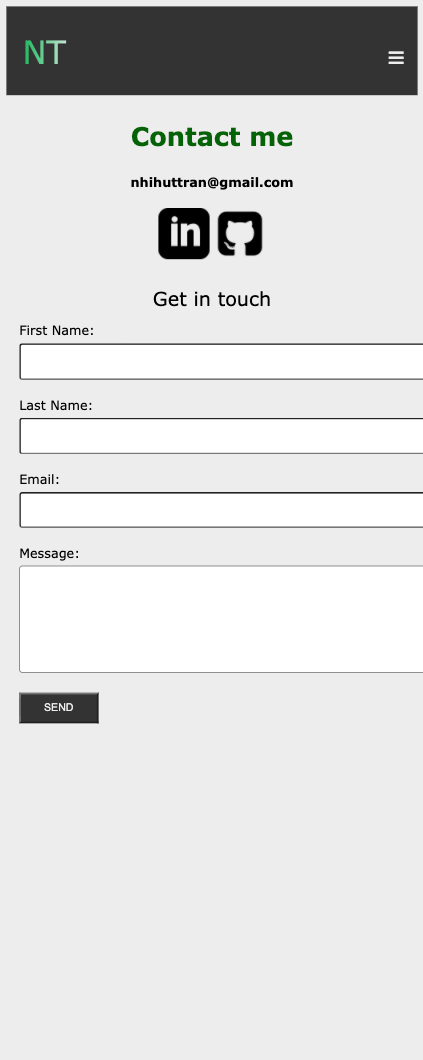 NT
Contact me
nhihuttran@gmail.com
in
Get in touch
First Name:
Last Name:
Email:
Message:
SEND